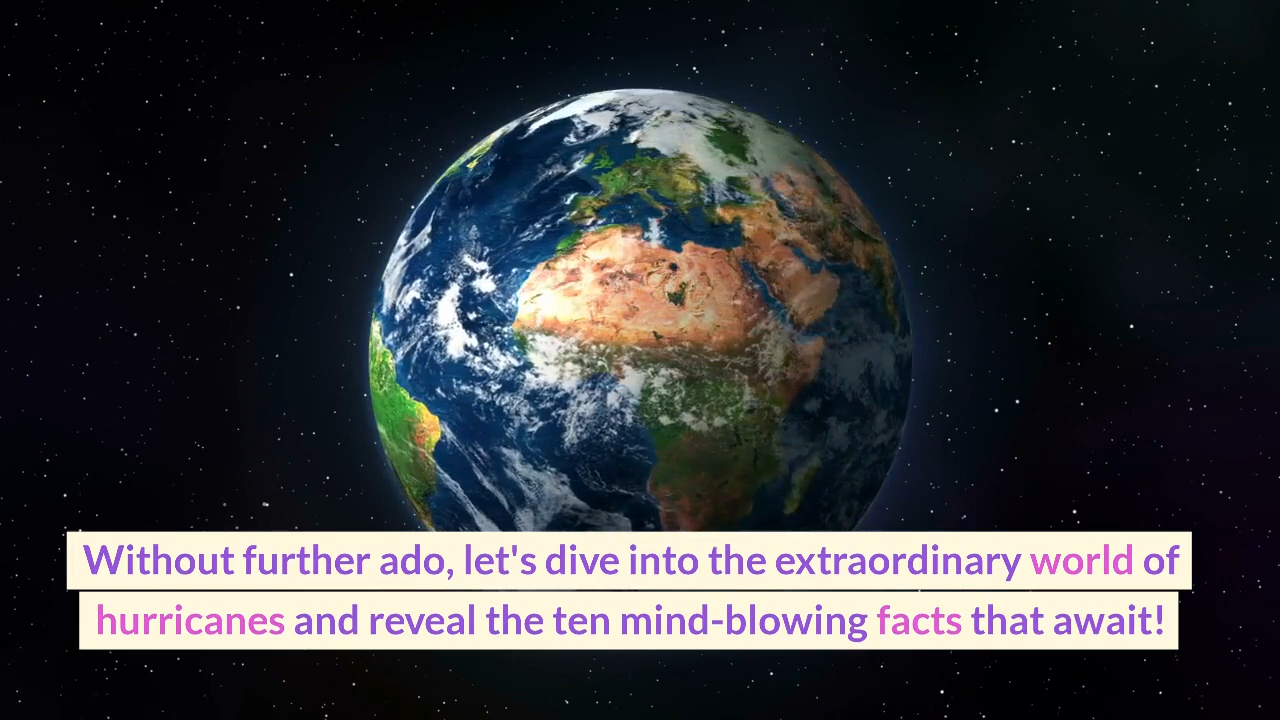 Without further ado, let's dive into the extraordinary world of
hurricanes and reveal the ten mind-blowing facts that await!